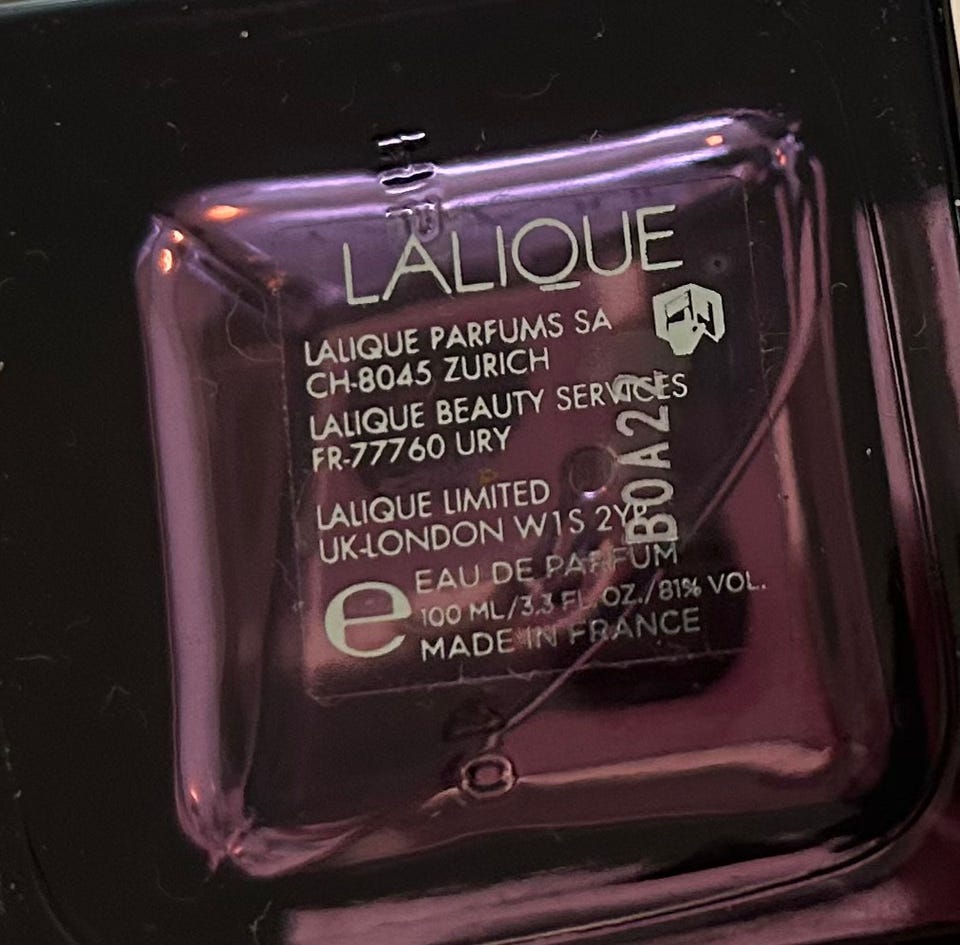 LALIQUE
LALIQUE PARFUMS SA
CH-8045 ZURICH
LALIQUE BEAUTY SERVICES
FR-77760 URY
LALIQUE LIMITED
UK-LONDON W1S 2YR
e EAU DE PARFUM
100 ML/3.3 FL. OZ./81% VOL.
MADE IN FRANCE
B0A22